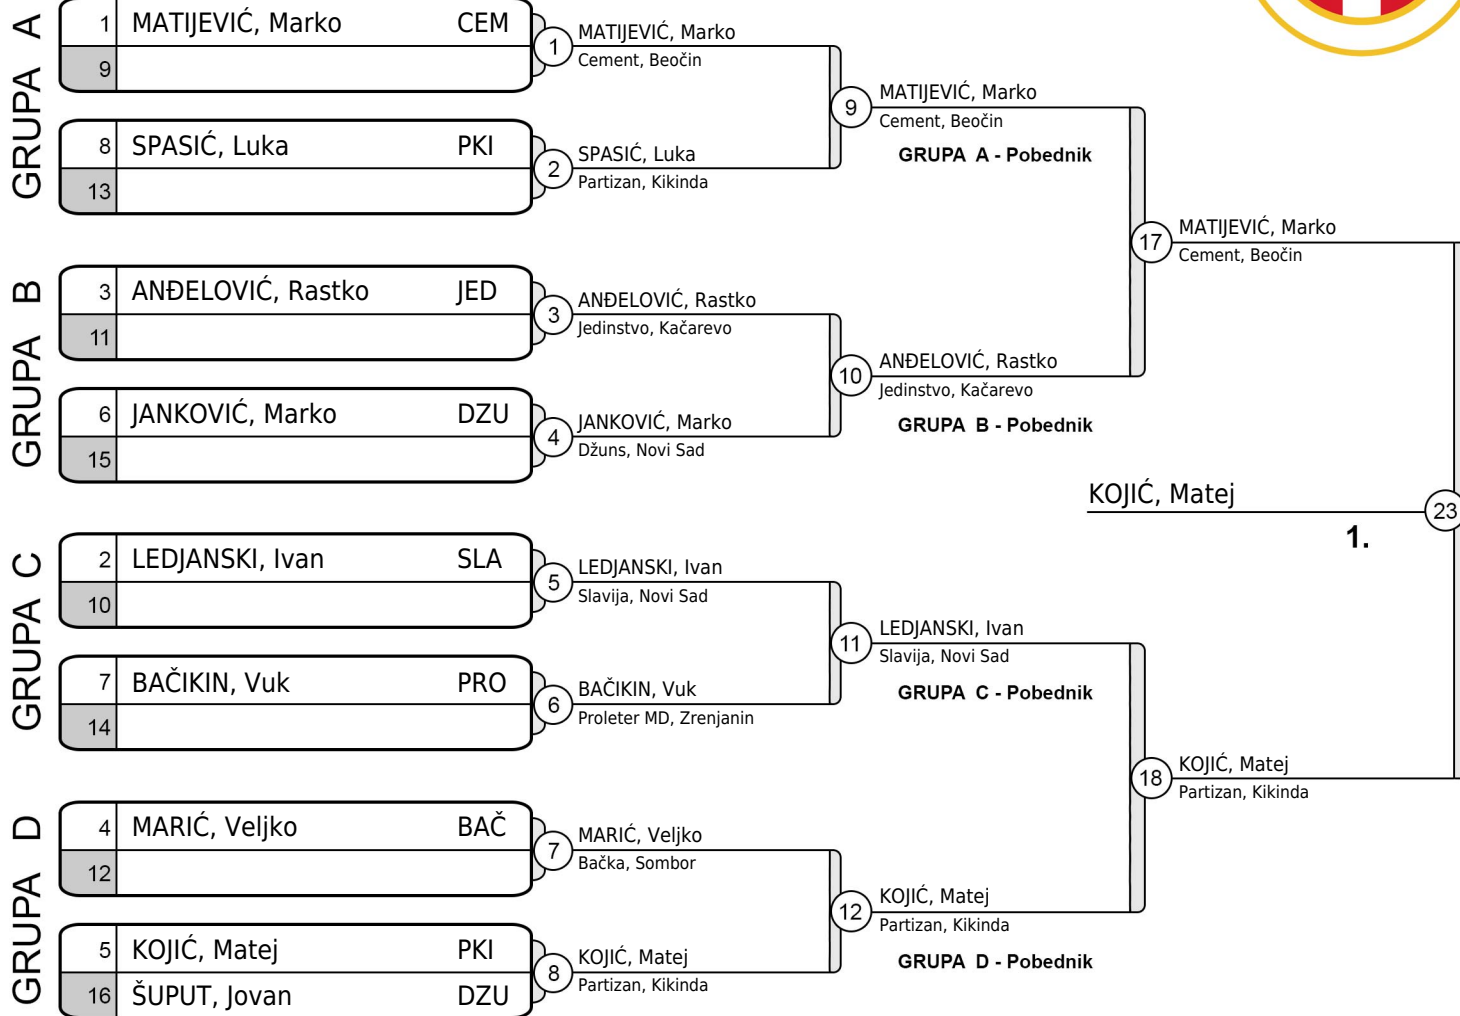 GRUPA A
1 MATIJEVIĆ, Marko CEM
9
1
MATIJEVIĆ, Marko
Cement, Beočin
8 SPASIĆ, Luka PKI
13
2
SPASIĆ, Luka
Partizan, Kikinda
9
MATIJEVIĆ, Marko
Cement, Beočin
GRUPA A - Pobednik
GRUPA B
3 ANĐELOVIĆ, Rastko JED
11
3
ANĐELOVIĆ, Rastko
Jedinstvo, Kačarevo
6 JANKOVIĆ, Marko DZU
15
4
JANKOVIĆ, Marko
Džuns, Novi Sad
10
ANĐELOVIĆ, Rastko
Jedinstvo, Kačarevo
GRUPA B - Pobednik
17
MATIJEVIĆ, Marko
Cement, Beočin
GRUPA C
2 LEDJANSKI, Ivan SLA
10
5
LEDJANSKI, Ivan
Slavija, Novi Sad
7 BAČIKIN, Vuk PRO
14
6
BAČIKIN, Vuk
Proleter MD, Zrenjanin
11
LEDJANSKI, Ivan
Slavija, Novi Sad
GRUPA C - Pobednik
GRUPA D
4 MARIĆ, Veljko BAČ
12
7
MARIĆ, Veljko
Bačka, Sombor
5 KOJIĆ, Matej PKI
16 ŠUPUT, Jovan DZU
8
KOJIĆ, Matej
Partizan, Kikinda
12
KOJIĆ, Matej
Partizan, Kikinda
GRUPA D - Pobednik
18
KOJIĆ, Matej
Partizan, Kikinda
KOJIĆ, Matej
23
1.